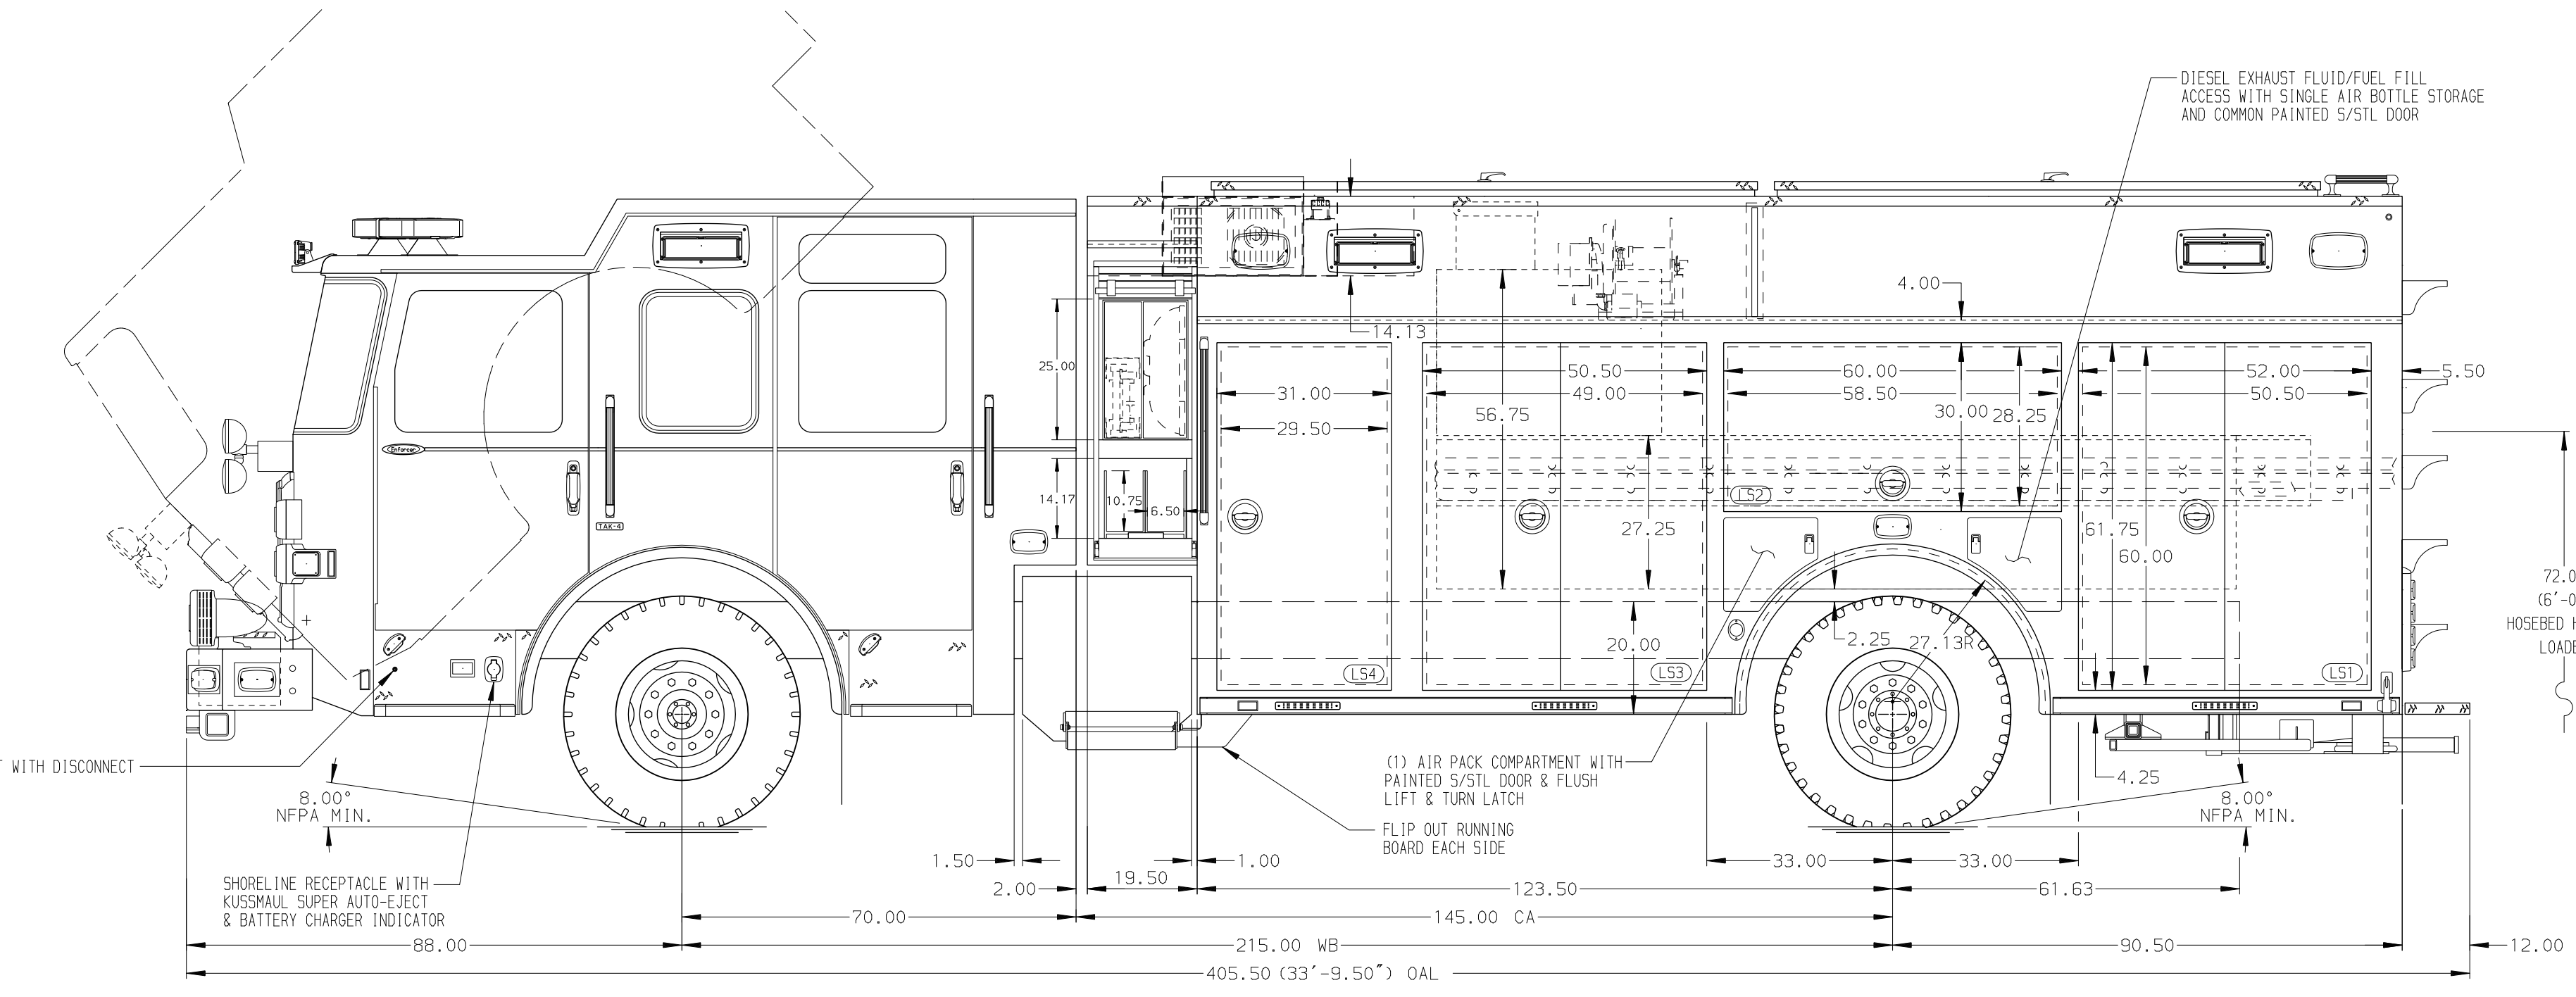 DIESEL EXHAUST FLUID/FUEL FILL
ACCESS WITH SINGLE AIR BOTTLE STORAGE
AND COMMON PAINTED S/STL DOOR
4.00
14.13
25.00
50.50
60.00
52.00
5.50
31.00
49.00
58.50
50.50
56.75
30.00
28.25
29.50
Enforcer
14.17
10.75
6.50
LS2
TAK-4
27.25
61.75
60.00
72.0
(6'-0
HOSEBED H
LOADE
20.00
2.25
27.13R
LS4
LS3
LS1
T WITH DISCONNECT
8.00°
NFPA MIN.
(1) AIR PACK COMPARTMENT WITH
PAINTED S/STL DOOR & FLUSH
LIFT & TURN LATCH
4.25
8.00°
NFPA MIN.
FLIP OUT RUNNING
BOARD EACH SIDE
1.50
1.00
33.00
33.00
SHORELINE RECEPTACLE WITH
KUSSMAUL SUPER AUTO-EJECT
& BATTERY CHARGER INDICATOR
2.00
19.50
123.50
61.63
70.00
145.00 CA
88.00
215.00 WB
90.50
12.00
405.50 (33'-9.50") OAL